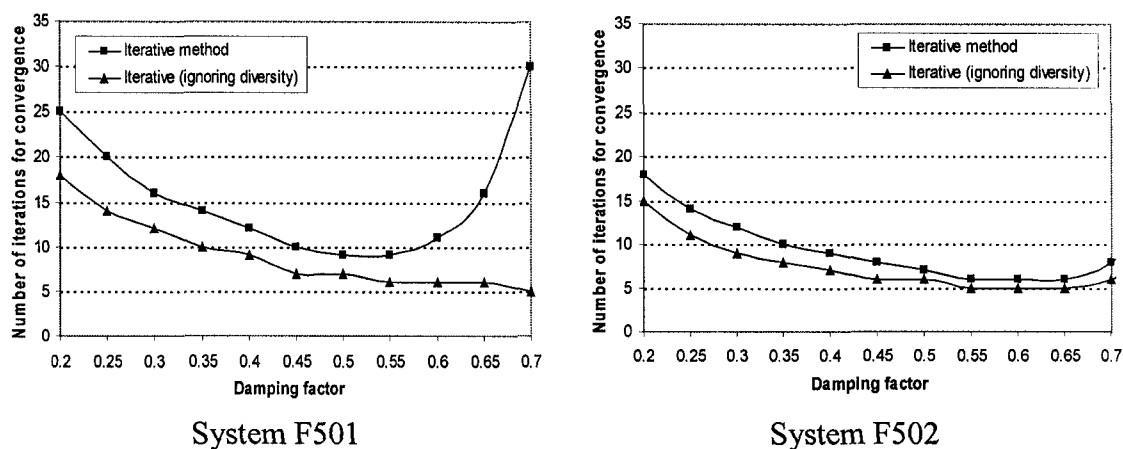 Number of iterations for convergence
35
30
25
20
15
10
5
0
Iterative method
Iterative (ignoring diversity)
0.2 0.25 0.3 0.35 0.4 0.45 0.5 0.55 0.6 0.65 0.7
Damping factor
System F501
Number of iterations for convergence
35
30
25
20
15
10
5
0
Iterative method
Iterative (ignoring diversity)
0.2 0.25 0.3 0.35 0.4 0.45 0.5 0.55 0.6 0.65 0.7
Damping factor
System F502